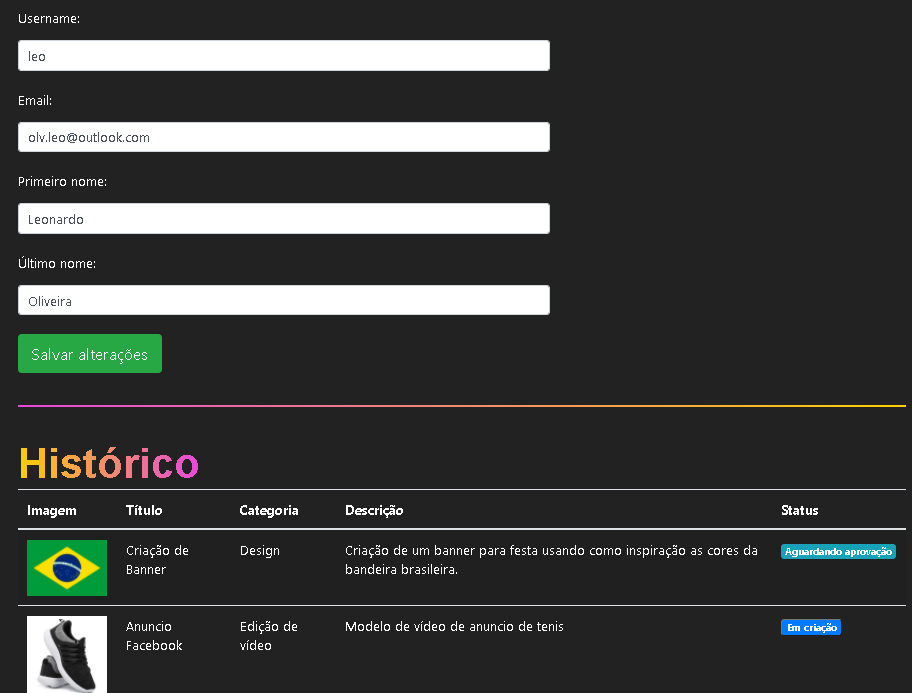 Username:
leo
Email:
olv.leo@outlook.com
Primeiro nome:
Leonardo
Último nome:
Oliveira
Salvar alterações
Histórico
Imagem Título Categoria Descrição Status
Criação de Banner Design Criação de um banner para festa usando como inspiração as cores da bandeira brasileira. Aguardando aprovação
Anuncio Facebook Edição de vídeo Modelo de vídeo de anuncio de tenis Em criação